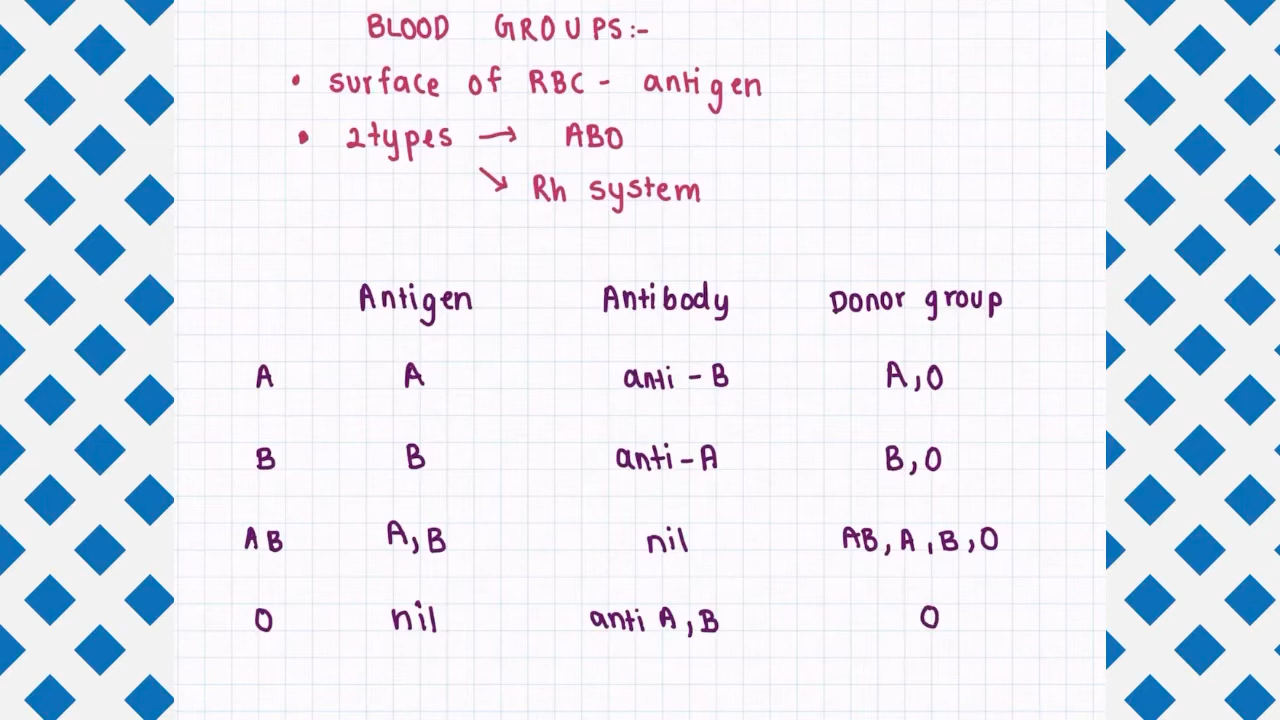 BLOOD GROUPS:-
• surface of RBC - antigen
• 2types → ABO
↘ Rh system
Antigen Antibody Donor group
A A anti - B A,O
B B anti-A B,O
AB A,B nil AB,A,B,O
O nil anti A,B O